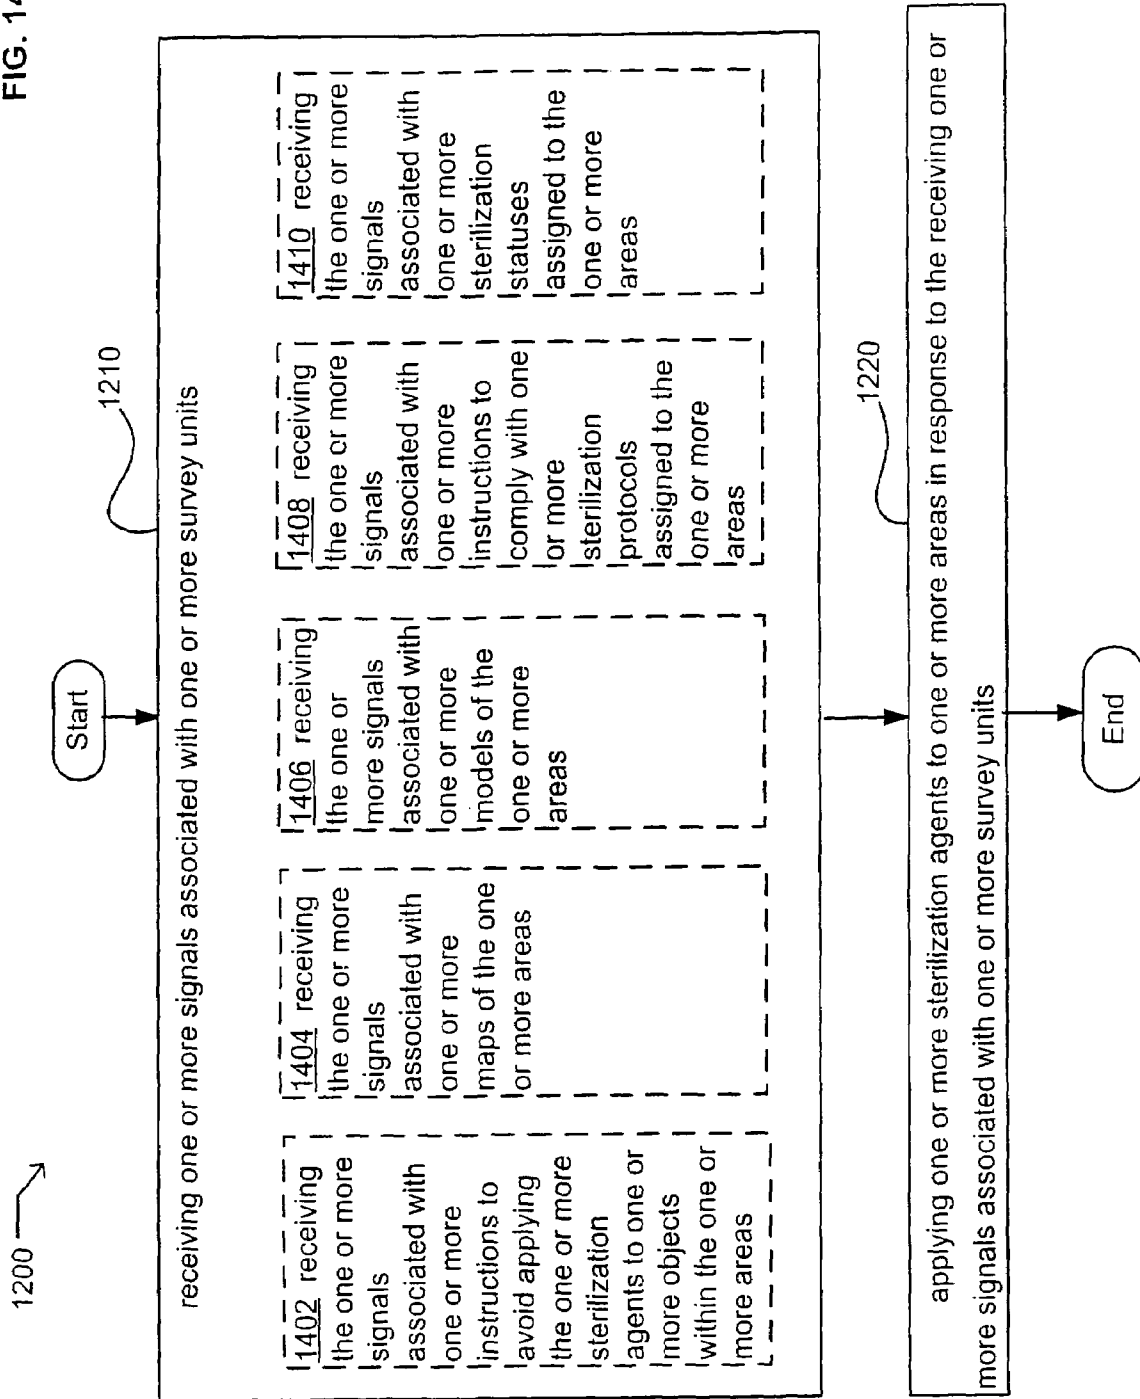 FIG. 14
1200
Start
1210
receiving one or more signals associated with one or more survey units
1402 receiving
the one or more
signals
associated with
one or more
instructions to
avoid applying
the one or more
sterilization
agents to one or
more objects
within the one or
more areas
1404 receiving
the one or more
signals
associated with
one or more
maps of the one
or more areas
1406 receiving
the one or
more signals
associated with
one or more
models of the
one or more
areas
1408 receiving
the one or more
signals
associated with
one or more
instructions to
comply with one
or more
sterilization
protocols
assigned to the
one or more
areas
1410 receiving
the one or more
signals
associated with
one or more
sterilization
statuses
assigned to the
one or more
areas
1220
applying one or more sterilization agents to one or more areas in response to the receiving one or
more signals associated with one or more survey units
End